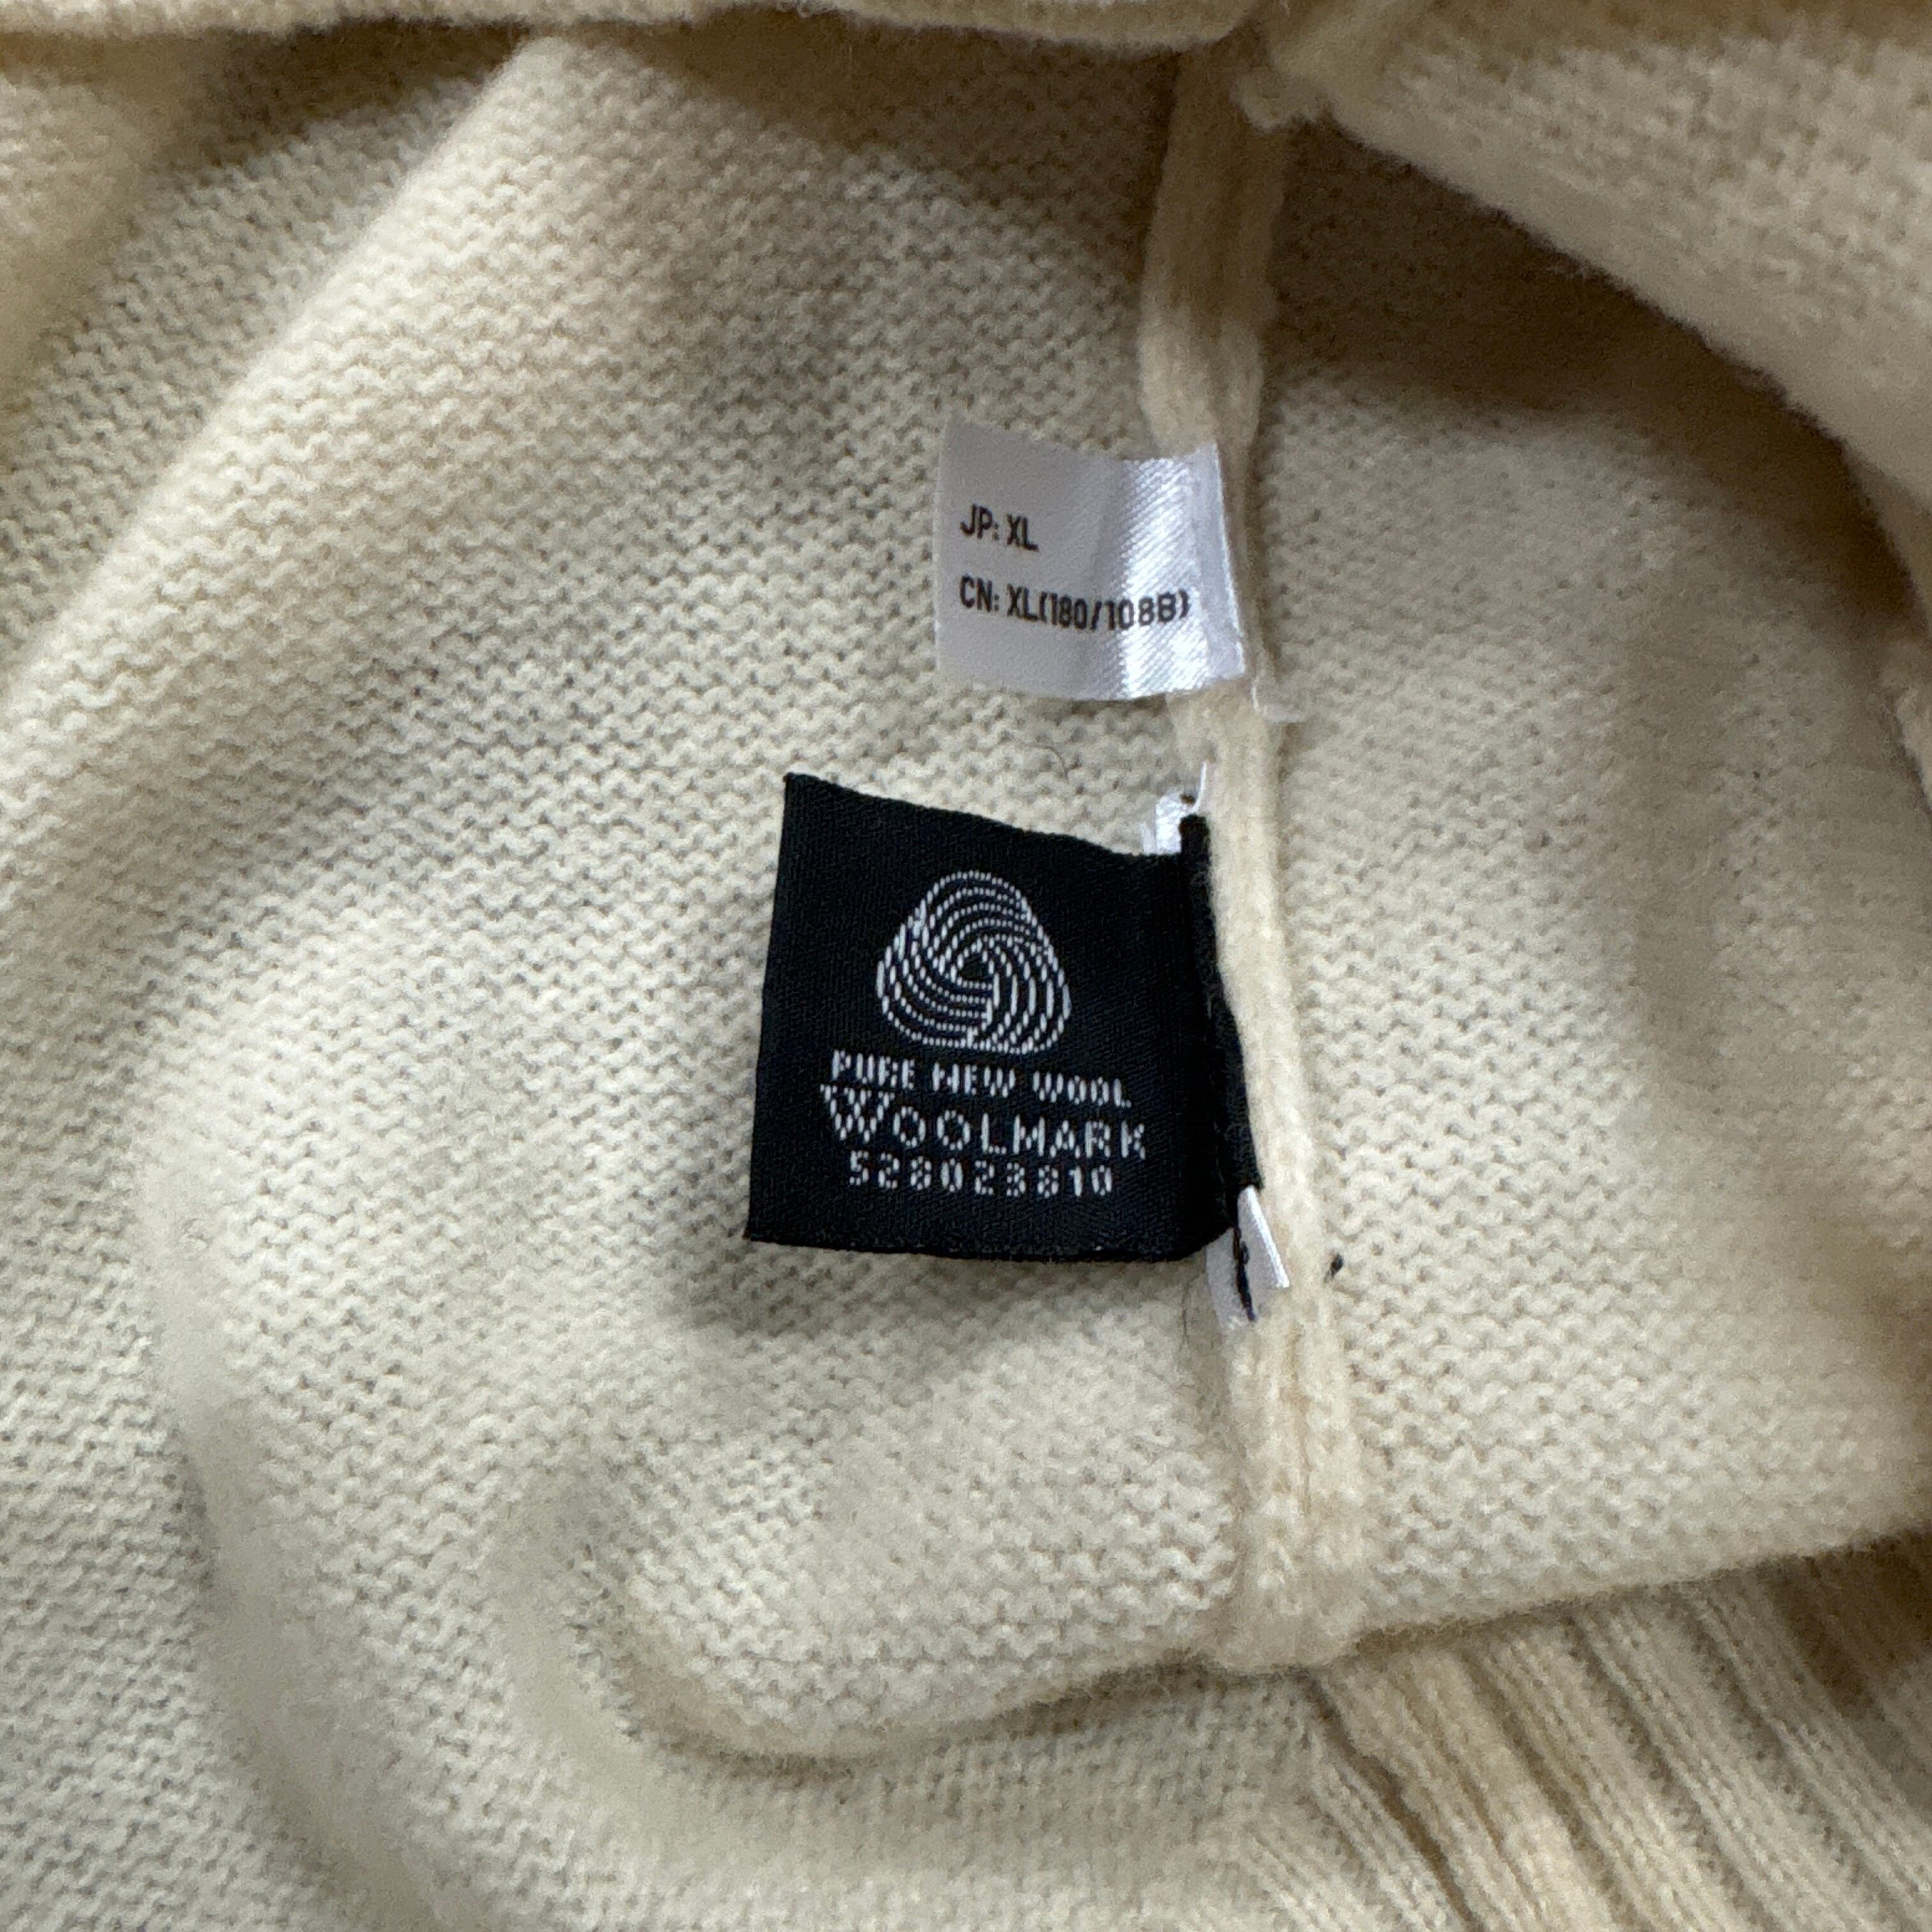 JP: XL
CN: XL(180/108B)
PURE NEW WOOL
WOOLMARK
528023810